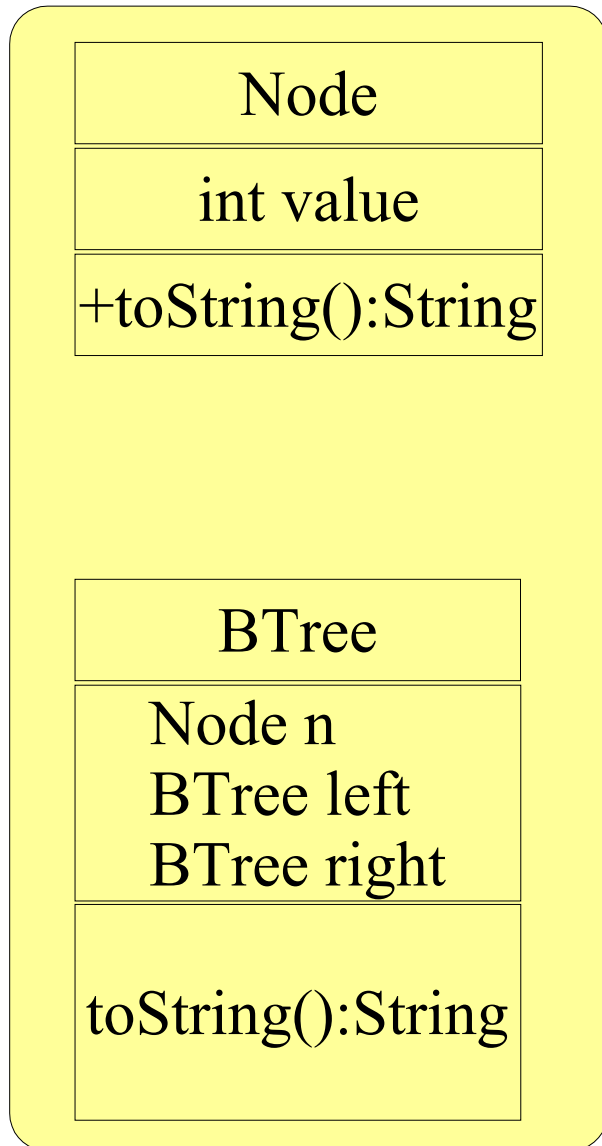 Node
int value
+toString():String
BTree
Node n
BTree left
BTree right
toString():String